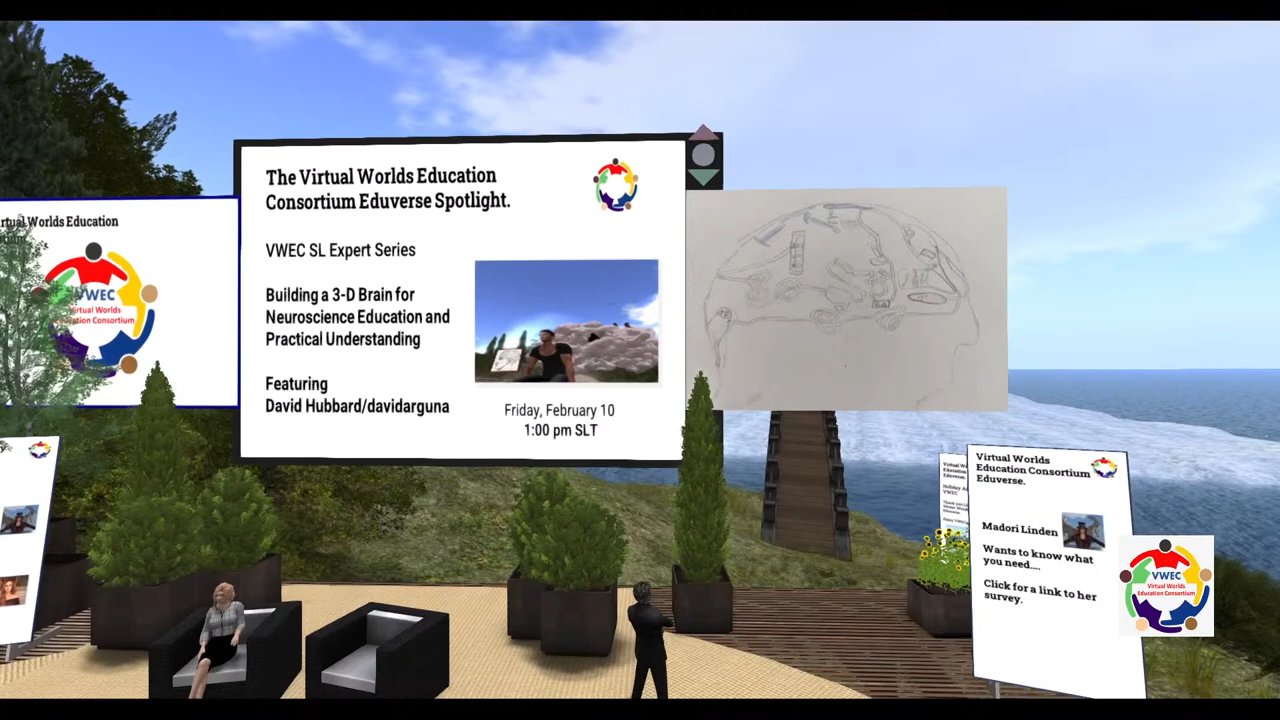 The Virtual Worlds Education
Consortium Eduverse Spotlight.
VWEC SL Expert Series
Building a 3-D Brain for
Neuroscience Education and
Practical Understanding
Featuring
David Hubbard/davidarguna
Friday, February 10
1:00 pm SLT
Worlds Education
VWEC
Virtual Worlds
Education Consortium
Virtual Worlds
Education Consortium
Eduverse.
Madori Linden
Wants to know what
you need....
Click for a link to her
survey.
VWEC
Virtual Worlds
Education Consortium